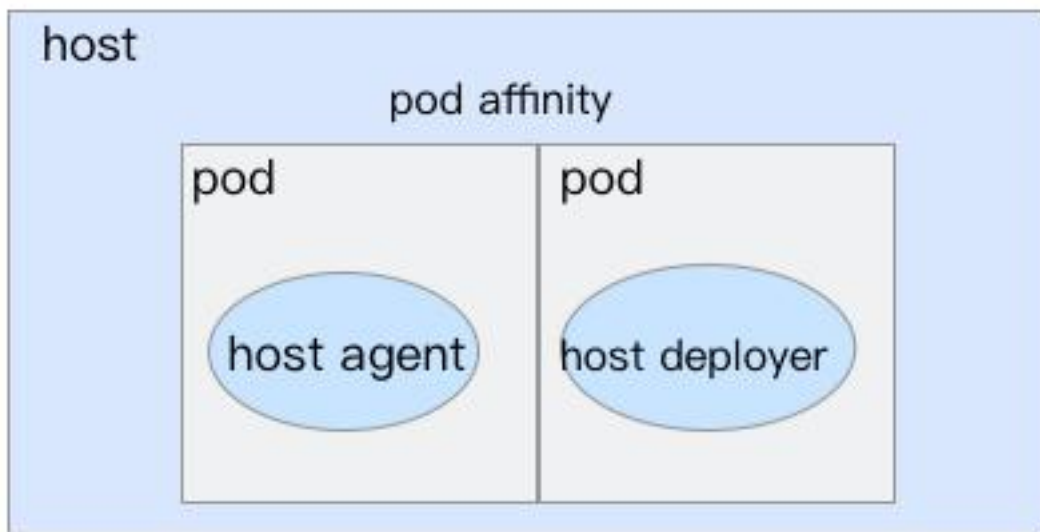 host
pod affinity
pod
pod
host agent
host deployer